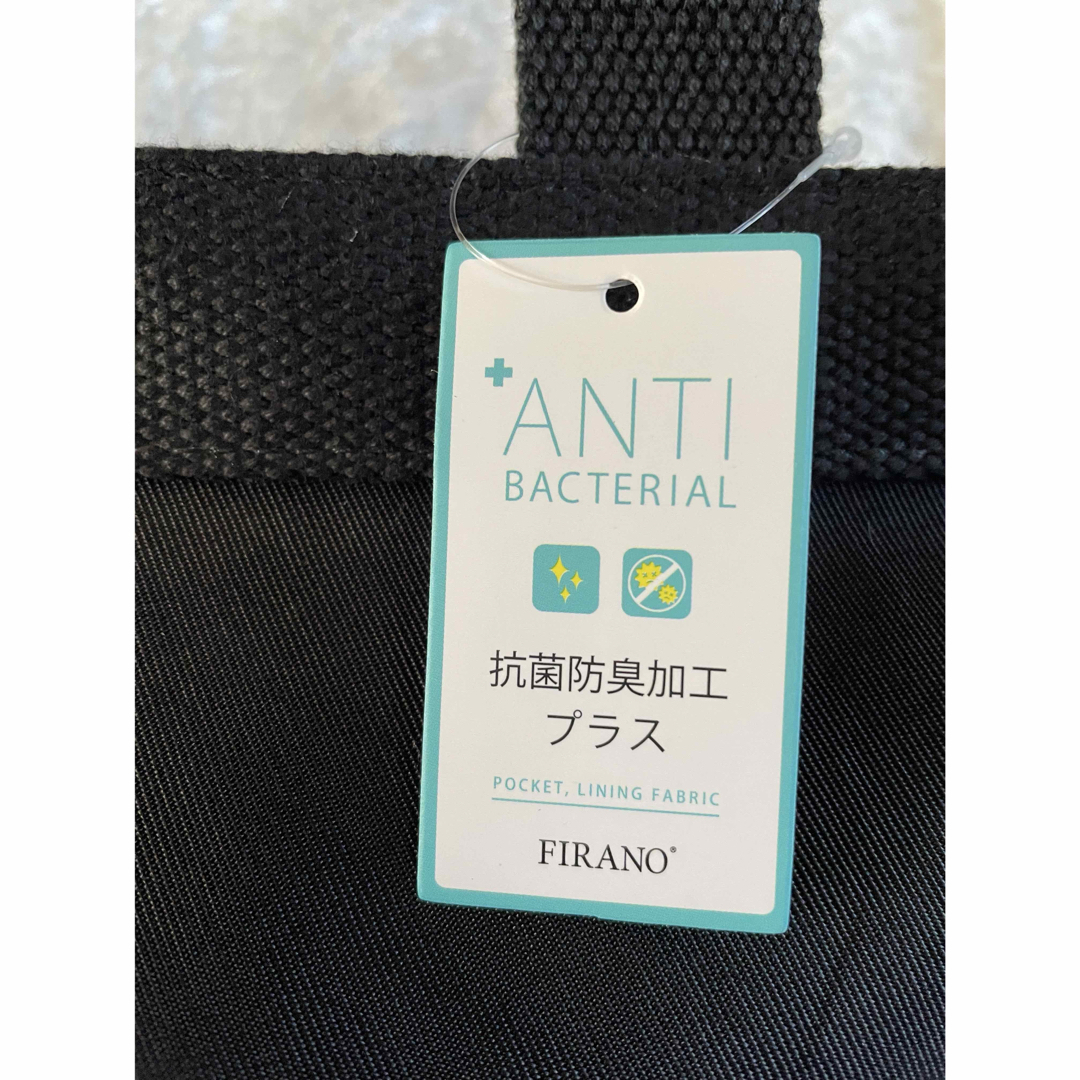 +ANTI
BACTERIAL
抗菌防臭加工
プラス
POCKET, LINING FABRIC
FIRANO®